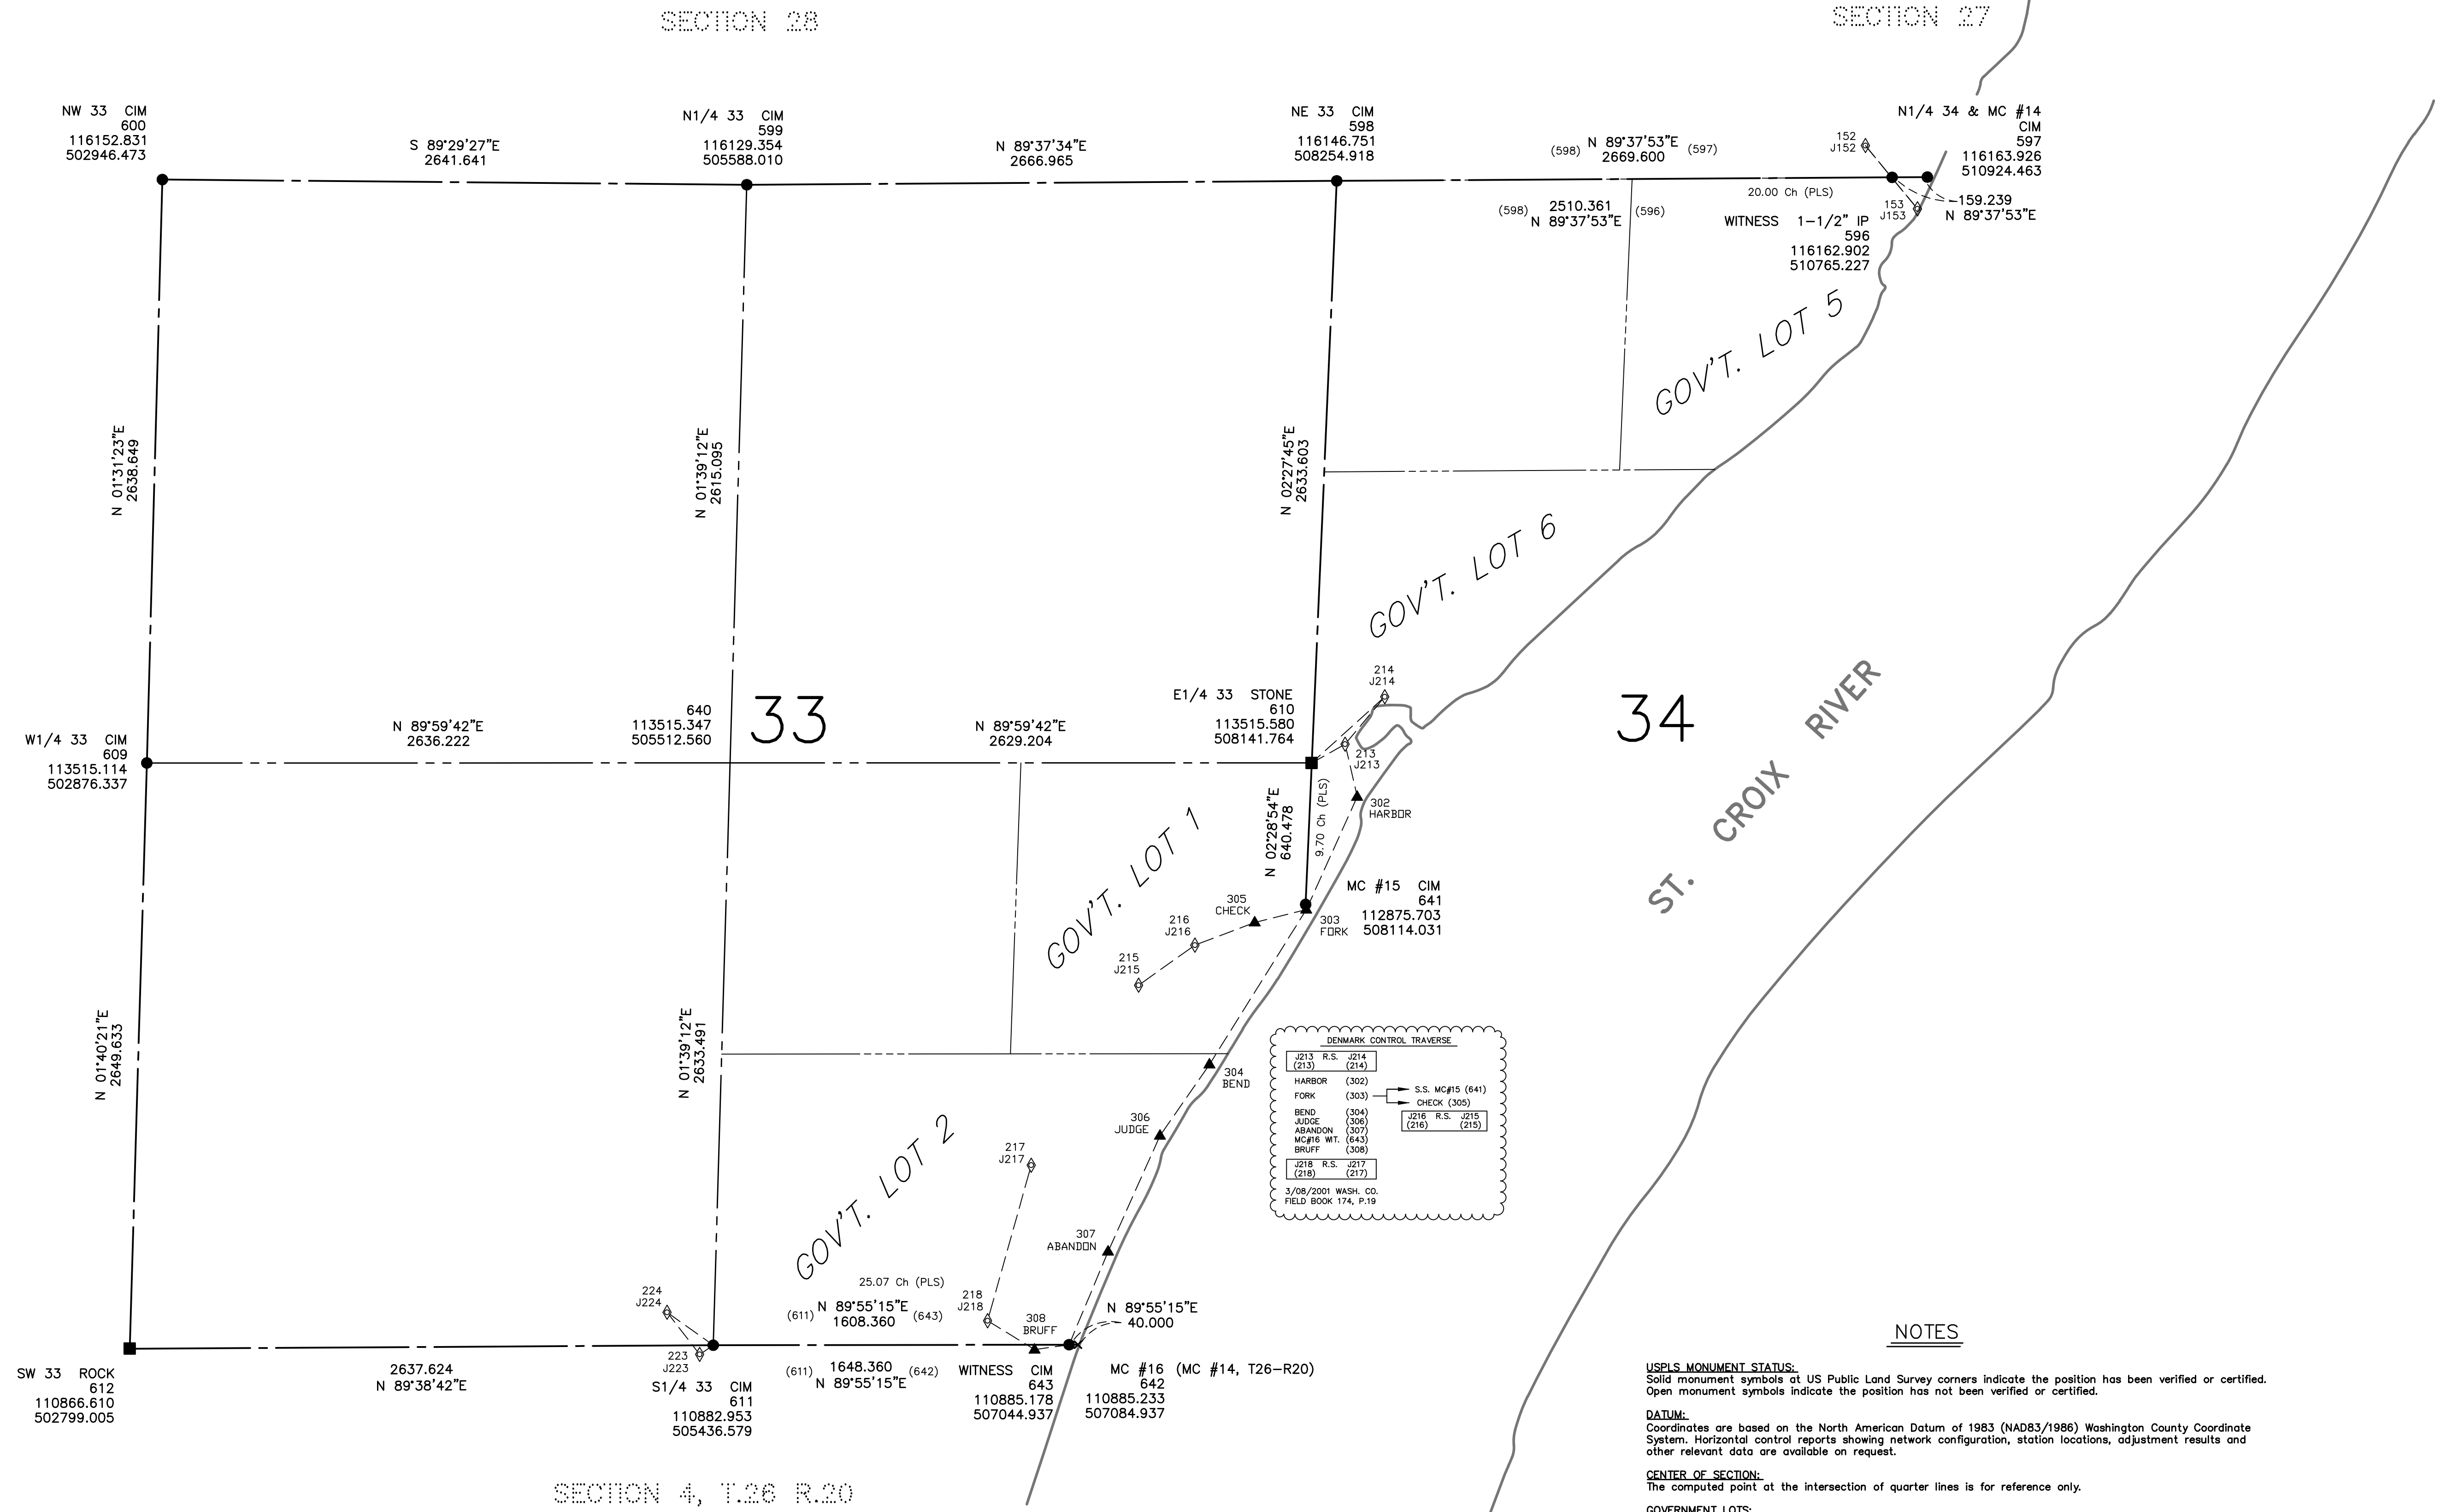 SECTION 28
SECTION 27
NW 33 CIM
600
116152.831
502946.473
S 89°29'27"E
2641.641
N1/4 33 CIM
599
116129.354
505588.010
N 89°37'34"E
2666.965
NE 33 CIM
598
116146.751
508254.918
(598) N 89°37'53"E (597)
2669.600
152
J152
N1/4 34 & MC #14
CIM
597
116163.926
510924.463
20.00 Ch (PLS)
(598) 2510.361 (596)
N 89°37'53"E
153
J153
159.239
N 89°37'53"E
WITNESS 1-1/2" IP
596
116162.902
510765.227
GOV'T. LOT 5
N 01°31'23"E
2638.649
N 01°39'12"E
2615.095
N 02°27'45"E
2633.603
GOV'T. LOT 6
W1/4 33 CIM
609
113515.114
502876.337
N 89°59'42"E
2636.222
640
113515.347
505512.560
33
N 89°59'42"E
2629.204
E1/4 33 STONE
610
113515.580
508141.764
214
J214
213
J213
34
ST. CROIX RIVER
302
HARBOR
N 02°28'54"E
640.478
9.70 Ch (PLS)
GOV'T. LOT 1
MC #15 CIM
641
112875.703
508114.031
305
CHECK
303
FORK
216
J216
215
J215
N 01°40'21"E
2649.633
N 01°39'12"E
2633.491
304
BEND
306
JUDGE
DENMARK CONTROL TRAVERSE
J213 R.S. J214
(213) (214)
HARBOR (302)
FORK (303)
S.S. MC#15 (641)
CHECK (305)
BEND (304)
JUDGE (306)
ABANDON (307)
MC#16 WIT. (643)
BRUFF (308)
J216 R.S. J215
(216) (215)
J218 R.S. J217
(218) (217)
3/08/2001 WASH. CO.
FIELD BOOK 174, P.19
GOV'T. LOT 2
217
J217
307
ABANDON
224
J224
25.07 Ch (PLS)
(611) N 89°55'15"E (643)
1608.360
218
J218
308
BRUFF
N 89°55'15"E
40.000
SW 33 ROCK
612
110866.610
502799.005
2637.624
N 89°38'42"E
223
J223
S1/4 33 CIM
611
110882.953
505436.579
(611) 1648.360 (642)
N 89°55'15"E
WITNESS CIM
643
110885.178
507044.937
MC #16 (MC #14, T26-R20)
642
110885.233
507084.937
SECTION 4, T.26 R.20
NOTES
USPLS MONUMENT STATUS:
Solid monument symbols at US Public Land Survey corners indicate the position has been verified or certified.
Open monument symbols indicate the position has not been verified or certified.
DATUM:
Coordinates are based on the North American Datum of 1983 (NAD83/1986) Washington County Coordinate
System. Horizontal control reports showing network configuration, station locations, adjustment results and
other relevant data are available on request.
CENTER OF SECTION:
The computed point at the intersection of quarter lines is for reference only.
GOVERNMENT LOTS: